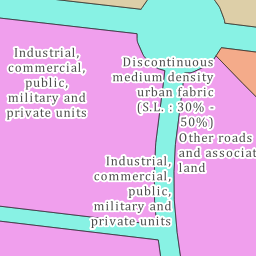 Industrial,
commercial,
public,
military and
private units
Discontinuous
medium density
urban fabric
(S.L. : 30% -
50%)
Other roads
and associat
land
Industrial,
commercial,
public,
military and
private units